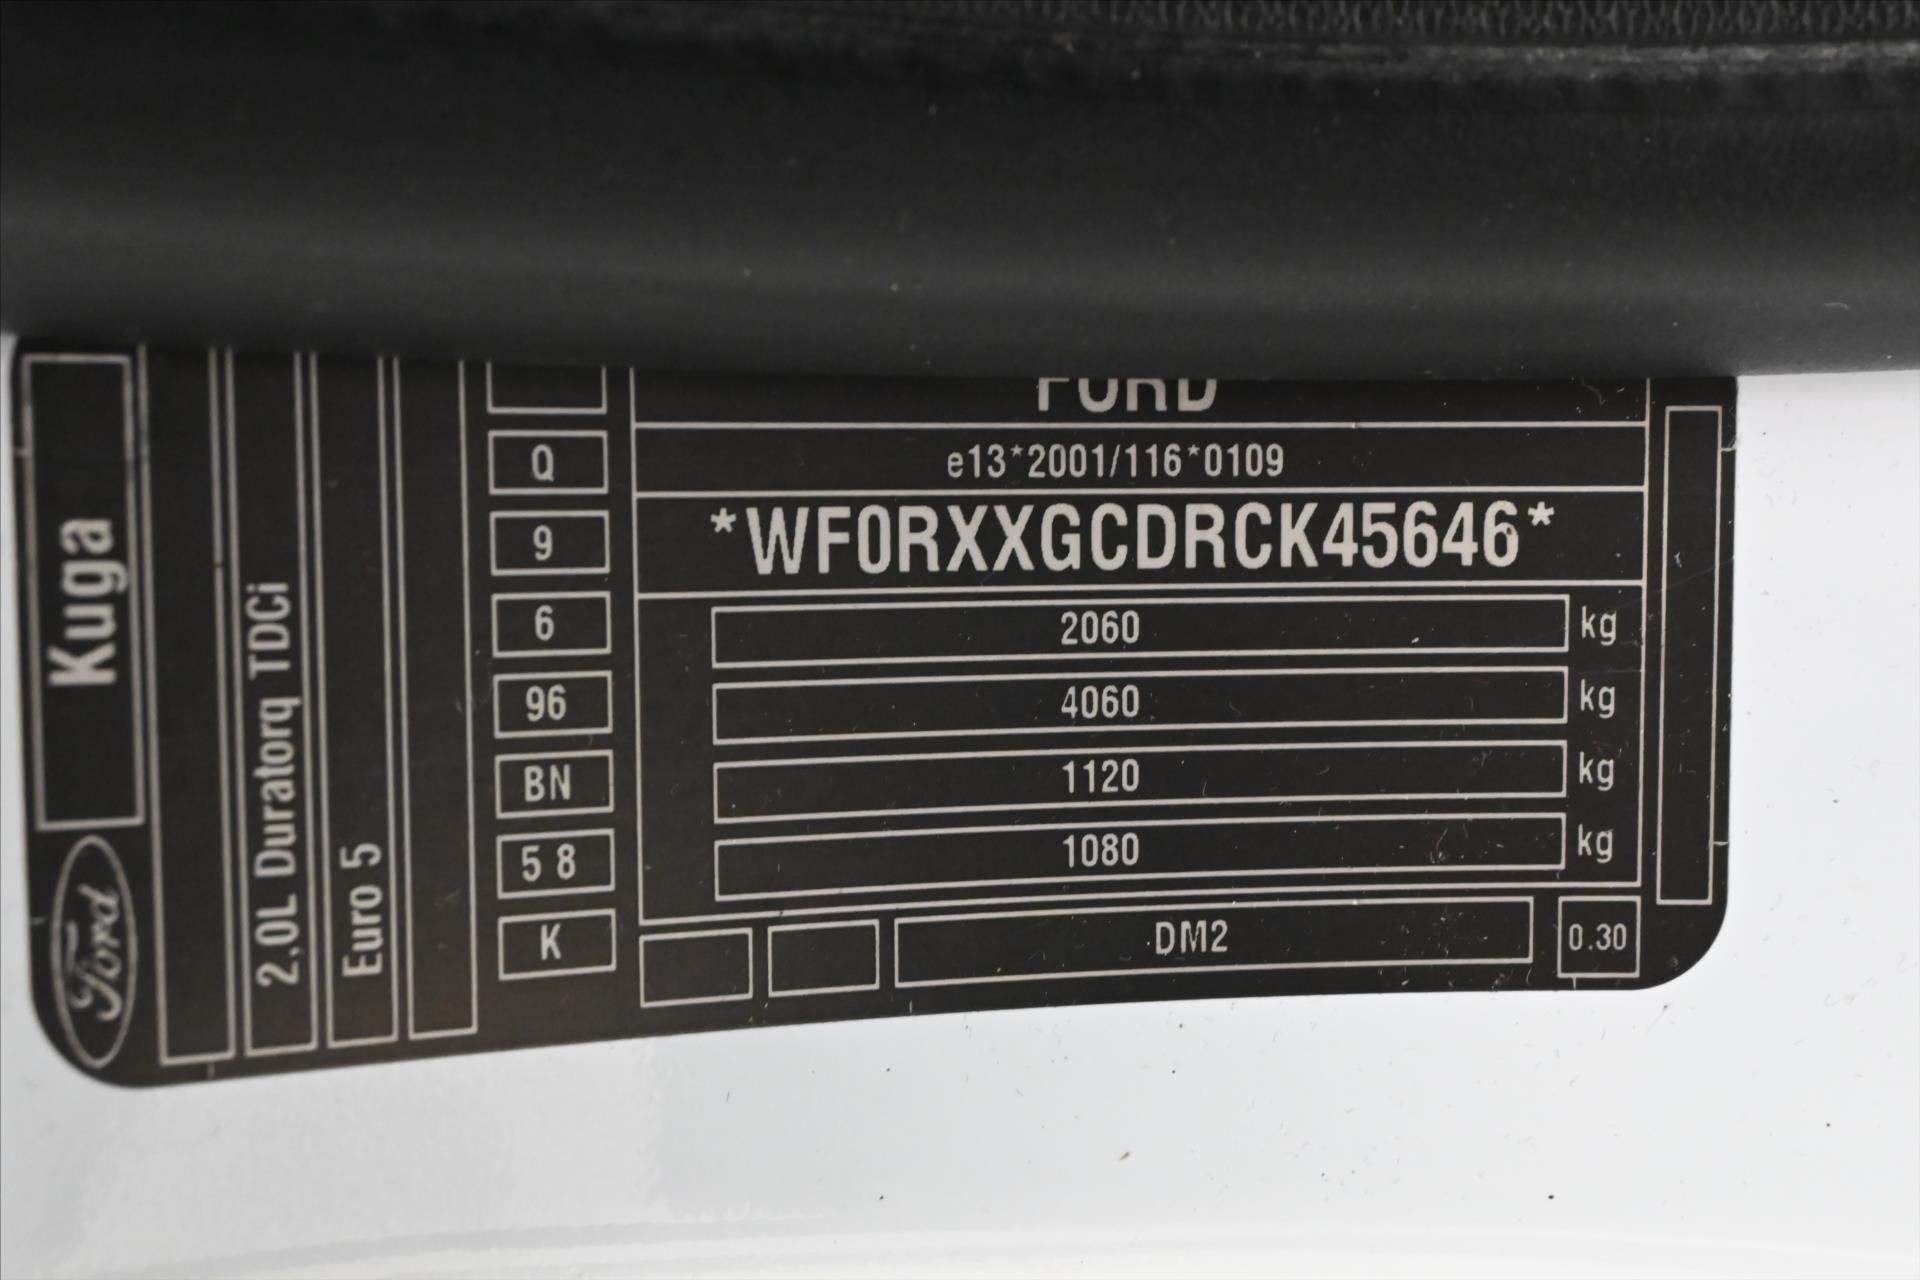 Ford
Kuga
2,0L Duratorq TDCi
Euro 5
Q
9
6
96
BN
5 8
K
FORD
e13*2001/116*0109
*WF0RXXGCDRCK45646*
2060 kg
4060 kg
1120 kg
1080 kg
DM2
0.30